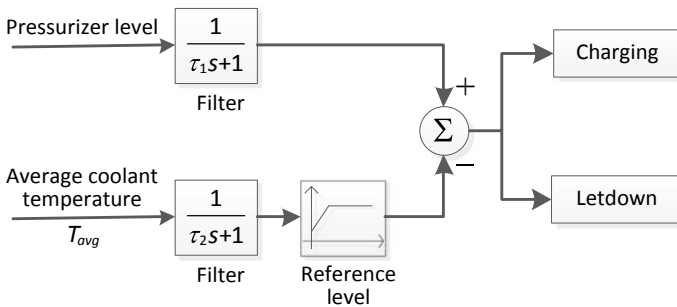 Pressurizer level
1
τ1s+1
Filter
+
Σ
−
Charging
Letdown
Average coolant
temperature
Tavg
1
τ2s+1
Filter
Reference
level